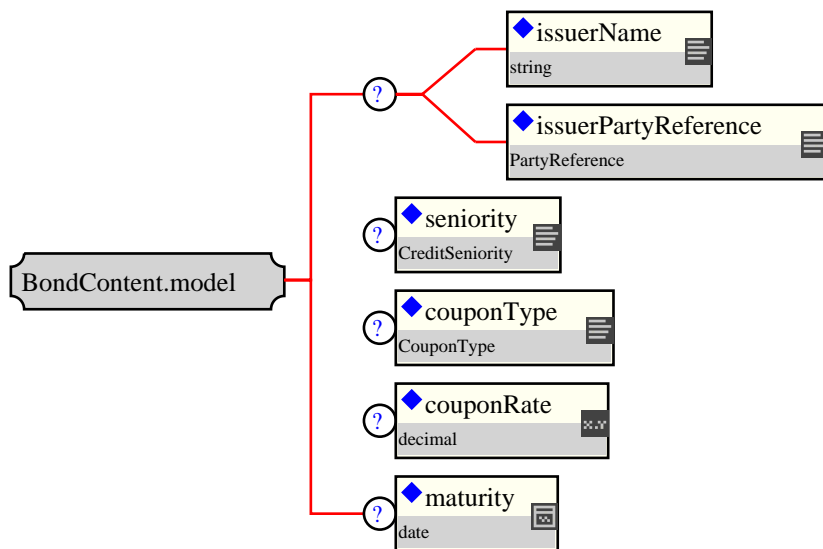 issuerName
string
?
issuerPartyReference
PartyReference
seniority
?
CreditSeniority
BondContent.model
couponType
?
CouponType
couponRate
x.Y
?
decimal
maturity
?
date